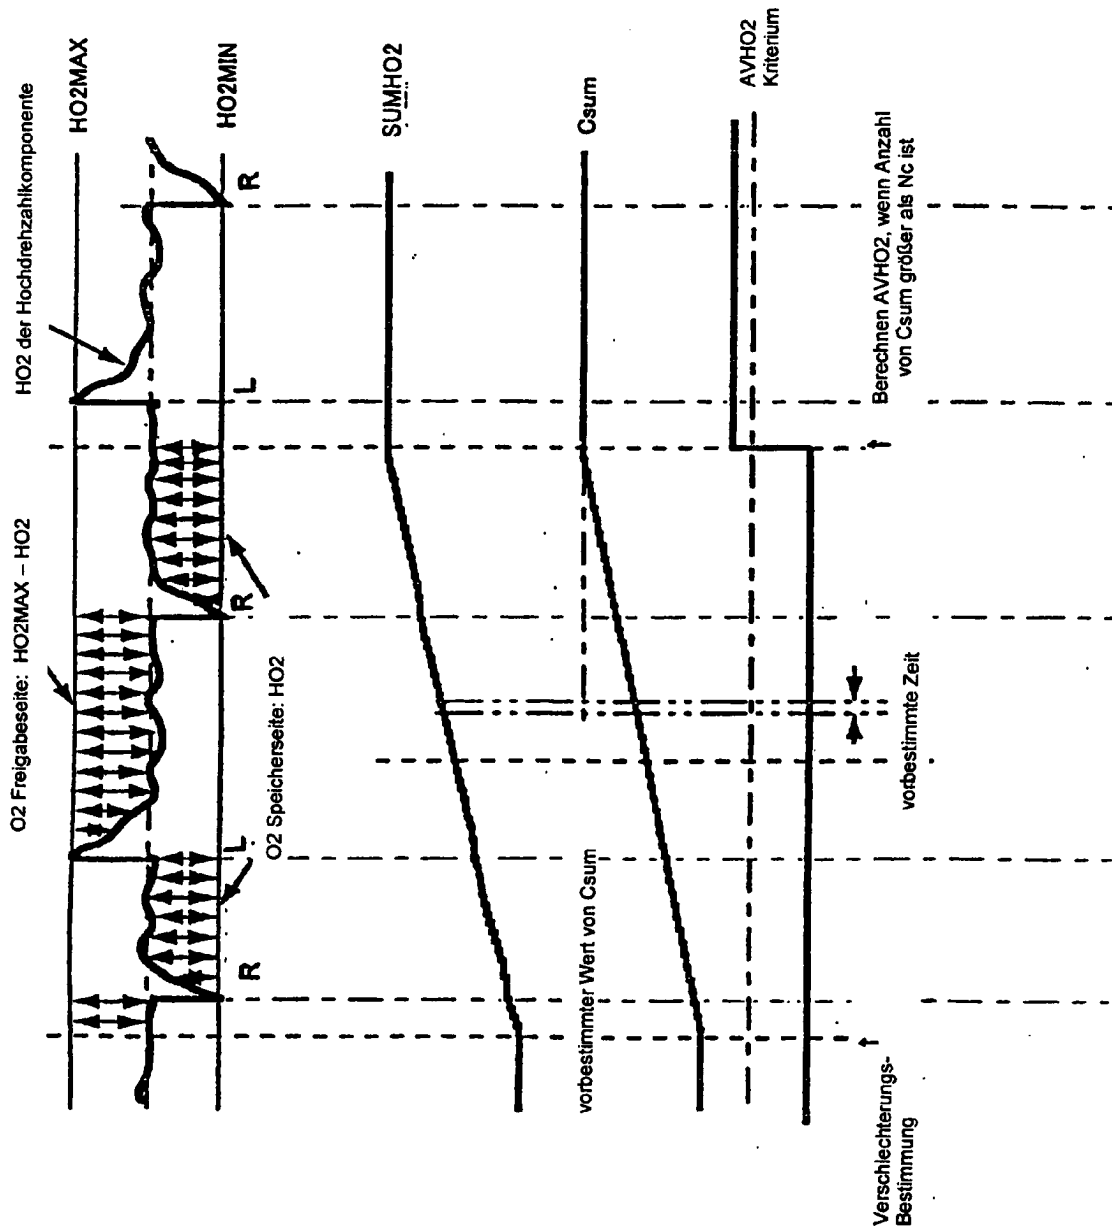 O2 Freigabeseite: HO2MAX – HO2
HO2 der Hochdrehzahlkomponente
HO2MAX
HO2MIN
R
L
R
L
R
O2 Speicherseite: HO2
SUMHO2
vorbestimmter Wert von Csum
Csum
AVHO2
Kriterium
Verschlechterungs-
Bestimmung
vorbestimmte Zeit
Berechnen AVHO2, wenn Anzahl
von Csum größer als Nc ist